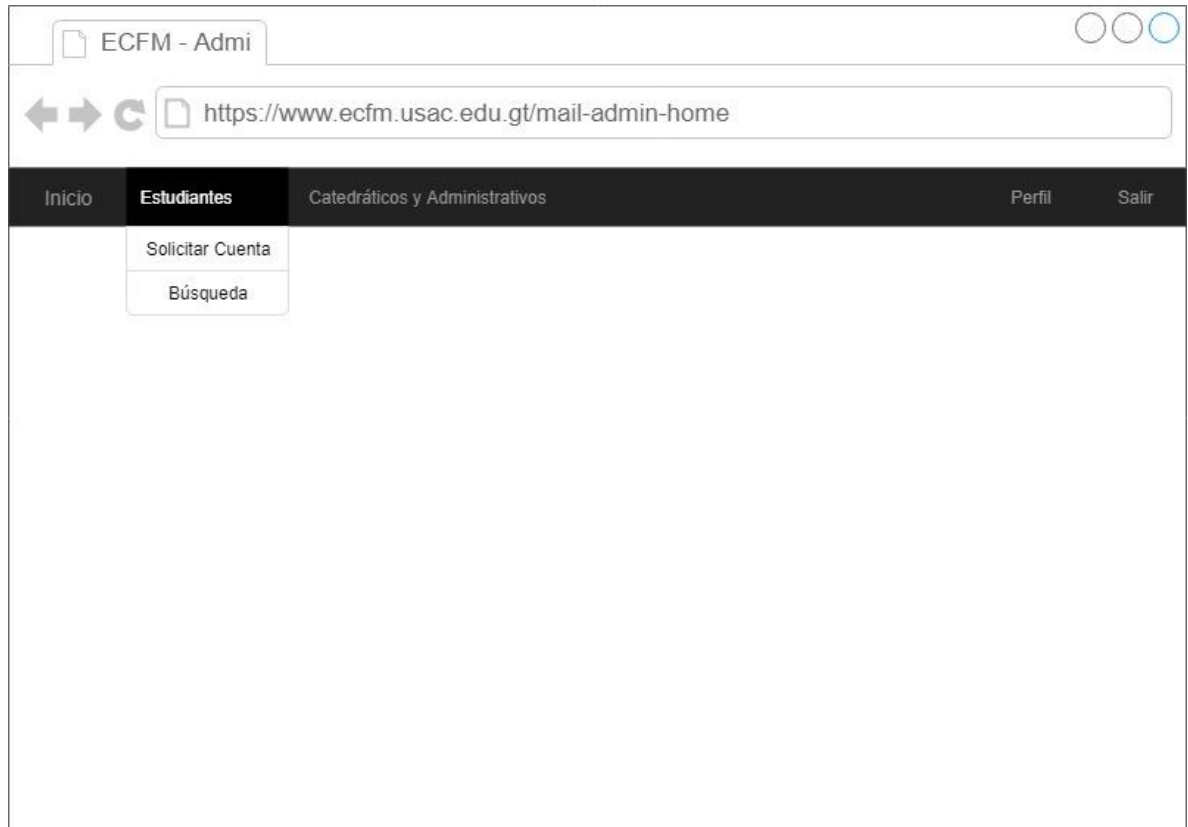 ECFM - Admi
https://www.ecfm.usac.edu.gt/mail-admin-home
Inicio Estudiantes Catedráticos y Administrativos Perfil Salir
Solicitar Cuenta
Búsqueda